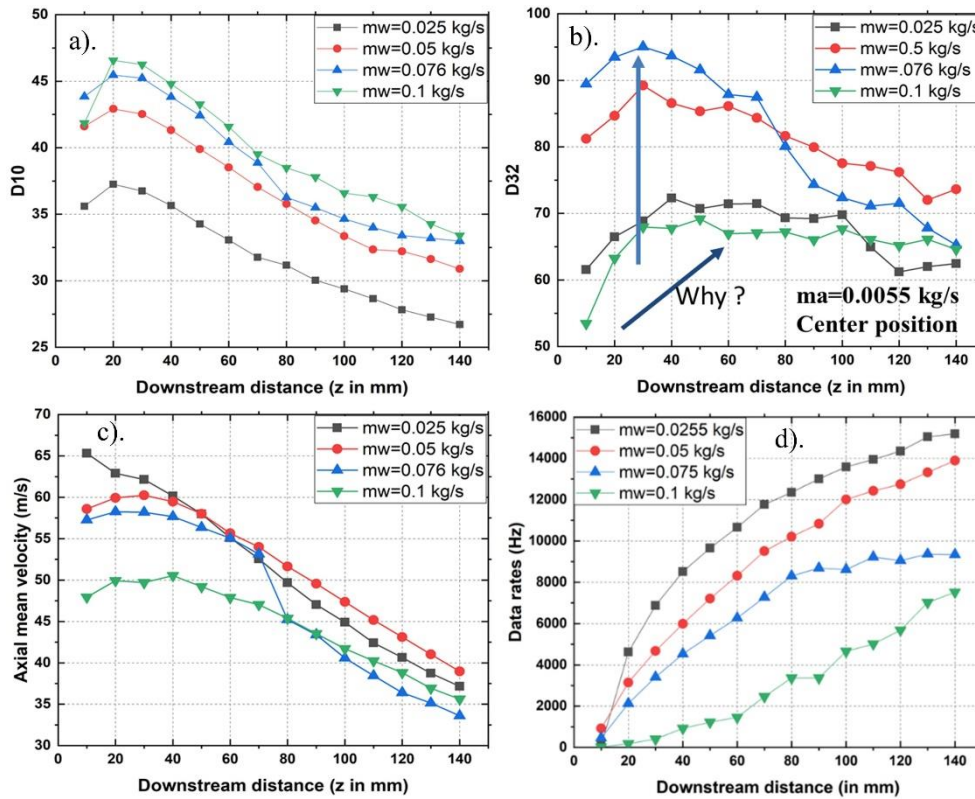 a).
mw=0.025 kg/s
mw=0.05 kg/s
mw=0.076 kg/s
mw=0.1 kg/s
D10
45
40
35
30
25
0 20 40 60 80 100 120 140
Downstream distance (z in mm)
b).
mw=0.025 kg/s
mw=0.5 kg/s
mw=.076 kg/s
mw=0.1 kg/s
D32
100
90
80
70
60
50
Why ?
ma=0.0055 kg/s
Center position
0 20 40 60 80 100 120 140
Downstream distance (z in mm)
c).
mw=0.025 kg/s
mw=0.05 kg/s
mw=0.076 kg/s
mw=0.1 kg/s
Axial mean velocity (m/s)
70
65
60
55
50
45
40
35
30
0 20 40 60 80 100 120 140
Downstream distance (z in mm)
d).
mw=0.0255 kg/s
mw=0.05 kg/s
mw=0.075 kg/s
mw=0.1 kg/s
Data rates (Hz)
16000
14000
12000
10000
8000
6000
4000
2000
0
0 20 40 60 80 100 120 140
Downstream distance (in mm)